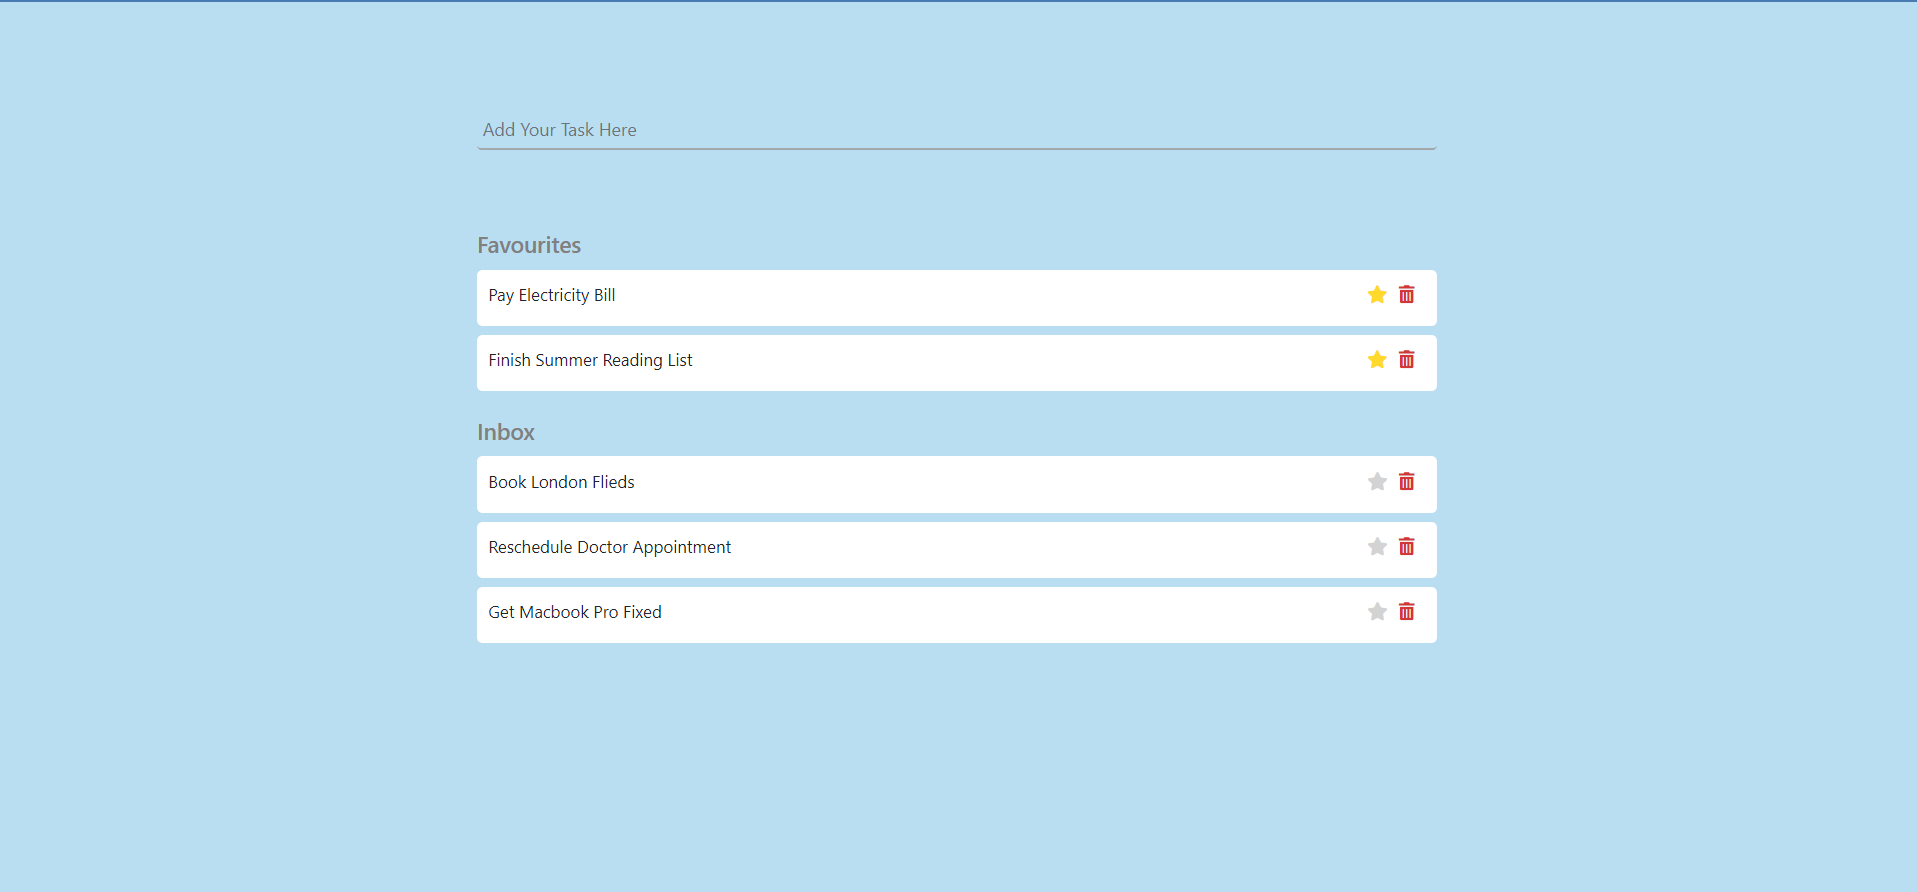 Add Your Task Here
Favourites
Pay Electricity Bill
Finish Summer Reading List
Inbox
Book London Flieds
Reschedule Doctor Appointment
Get Macbook Pro Fixed